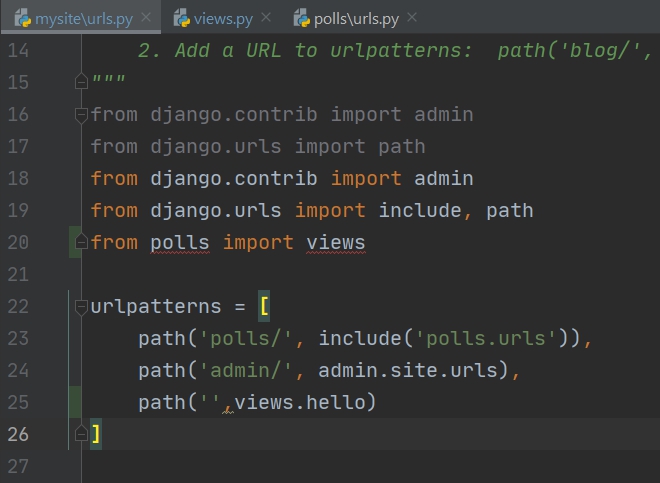 mysite\urls.py views.py polls\urls.py
14 2. Add a URL to urlpatterns:  path('blog/',
15 """
16 from django.contrib import admin
17 from django.urls import path
18 from django.contrib import admin
19 from django.urls import include, path
20 from polls import views
21
22 urlpatterns = [
23     path('polls/', include('polls.urls')),
24     path('admin/', admin.site.urls),
25     path('',views.hello)
26 ]
27